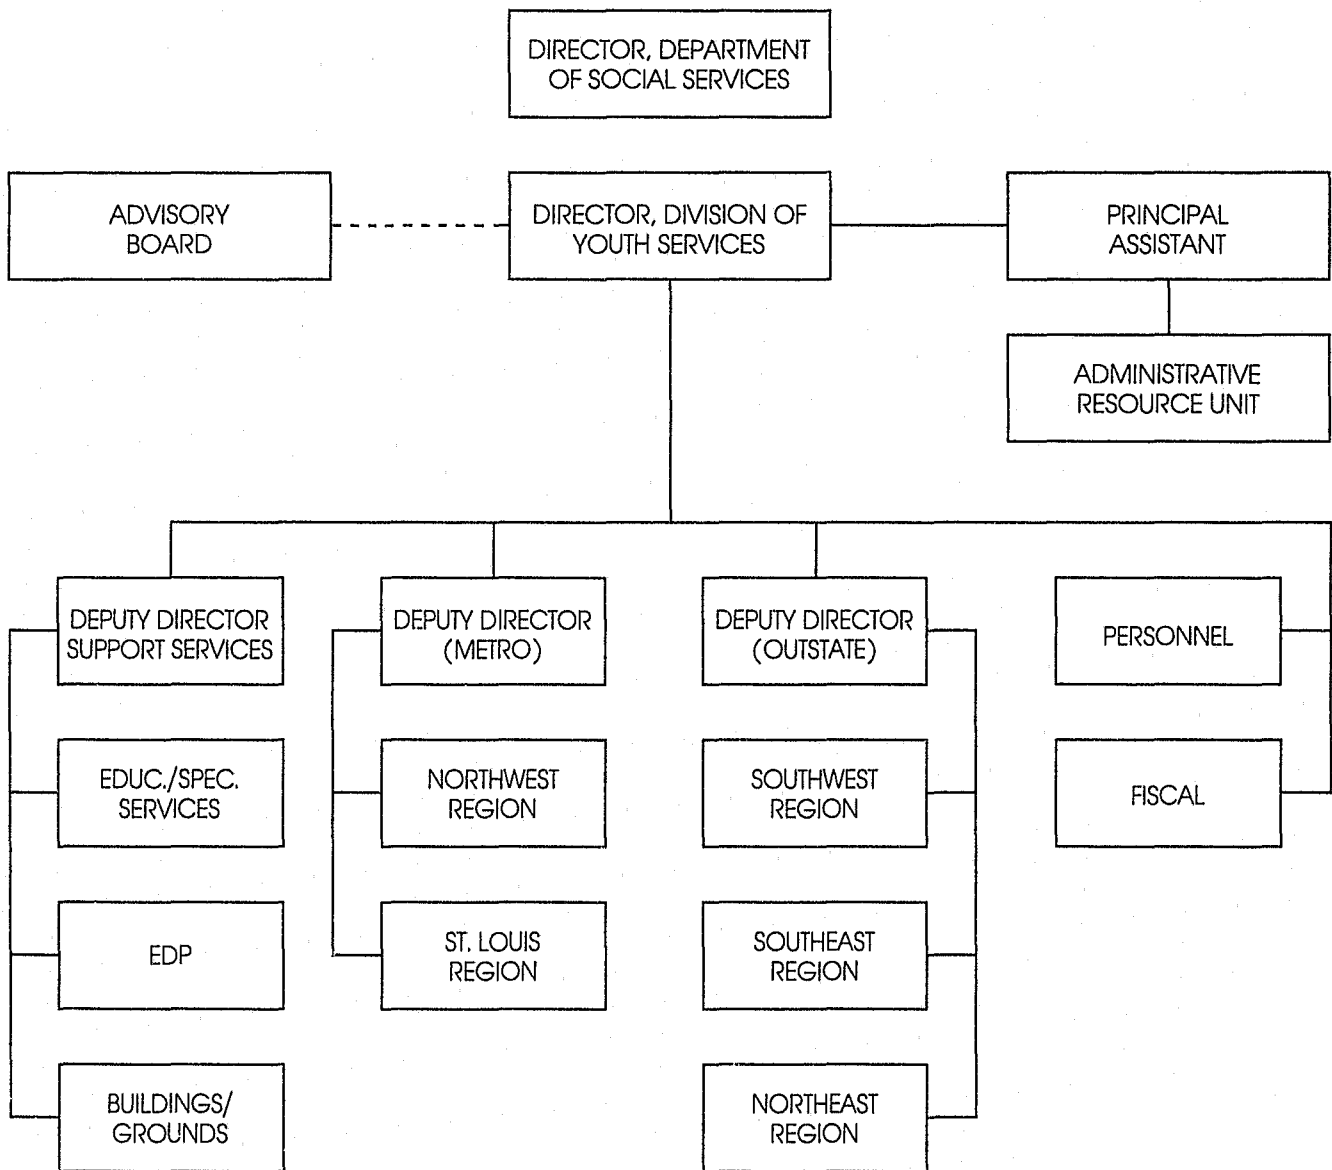 DIRECTOR, DEPARTMENT
OF SOCIAL SERVICES
ADVISORY
BOARD
DIRECTOR, DIVISION OF
YOUTH SERVICES
PRINCIPAL
ASSISTANT
ADMINISTRATIVE
RESOURCE UNIT
DEPUTY DIRECTOR
SUPPORT SERVICES
DEPUTY DIRECTOR
(METRO)
DEPUTY DIRECTOR
(OUTSTATE)
PERSONNEL
EDUC./SPEC.
SERVICES
NORTHWEST
REGION
SOUTHWEST
REGION
FISCAL
EDP
ST. LOUIS
REGION
SOUTHEAST
REGION
BUILDINGS/
GROUNDS
NORTHEAST
REGION